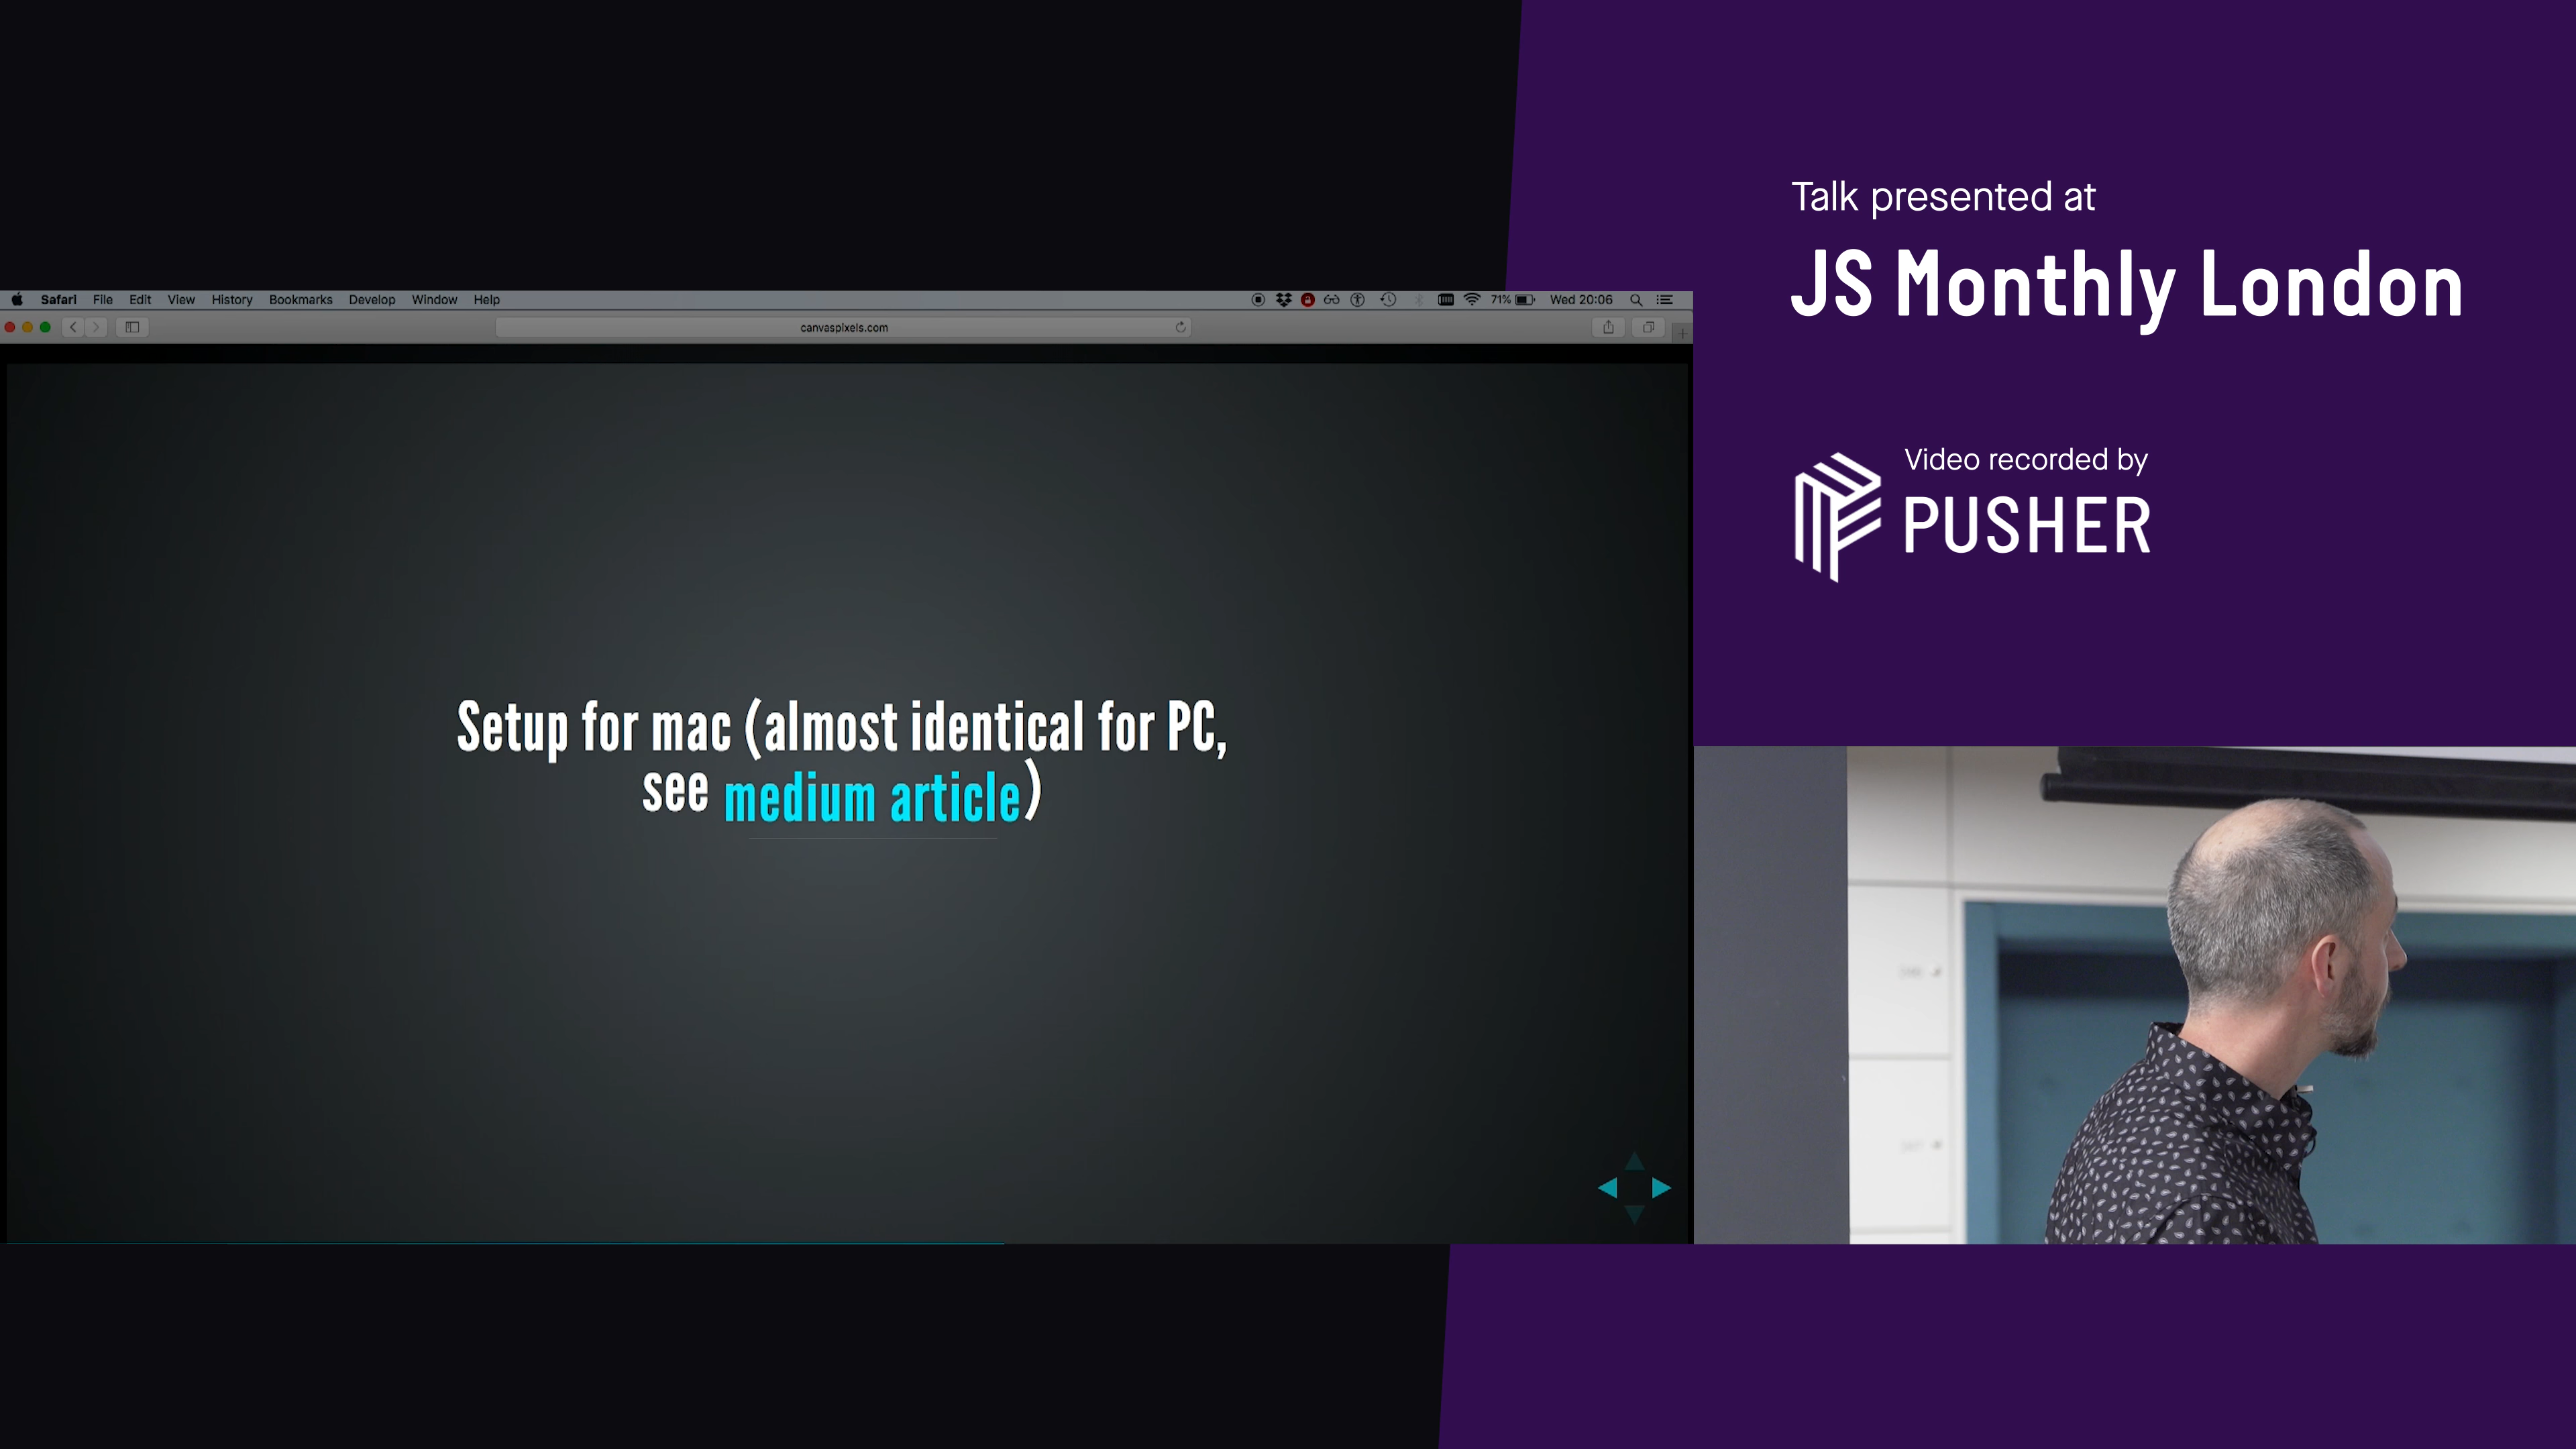 Safari File Edit View History Bookmarks Develop Window Help 71% Wed 20:06
canvaspixels.com
Setup for mac (almost identical for PC,
see medium article)
Talk presented at
JS Monthly London
Video recorded by
PUSHER